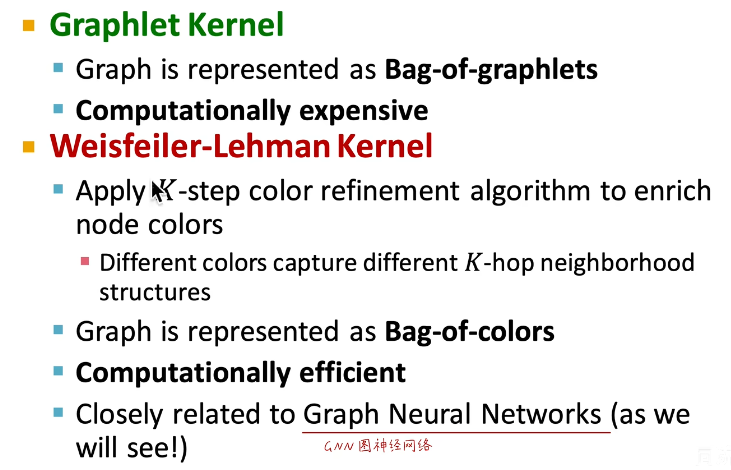 Graphlet Kernel
Graph is represented as Bag-of-graphlets
Computationally expensive
Weisfeiler-Lehman Kernel
Apply K-step color refinement algorithm to enrich
node colors
Different colors capture different K-hop neighborhood
structures
Graph is represented as Bag-of-colors
Computationally efficient
Closely related to Graph Neural Networks (as we
will see!)
GNN 图神经网络